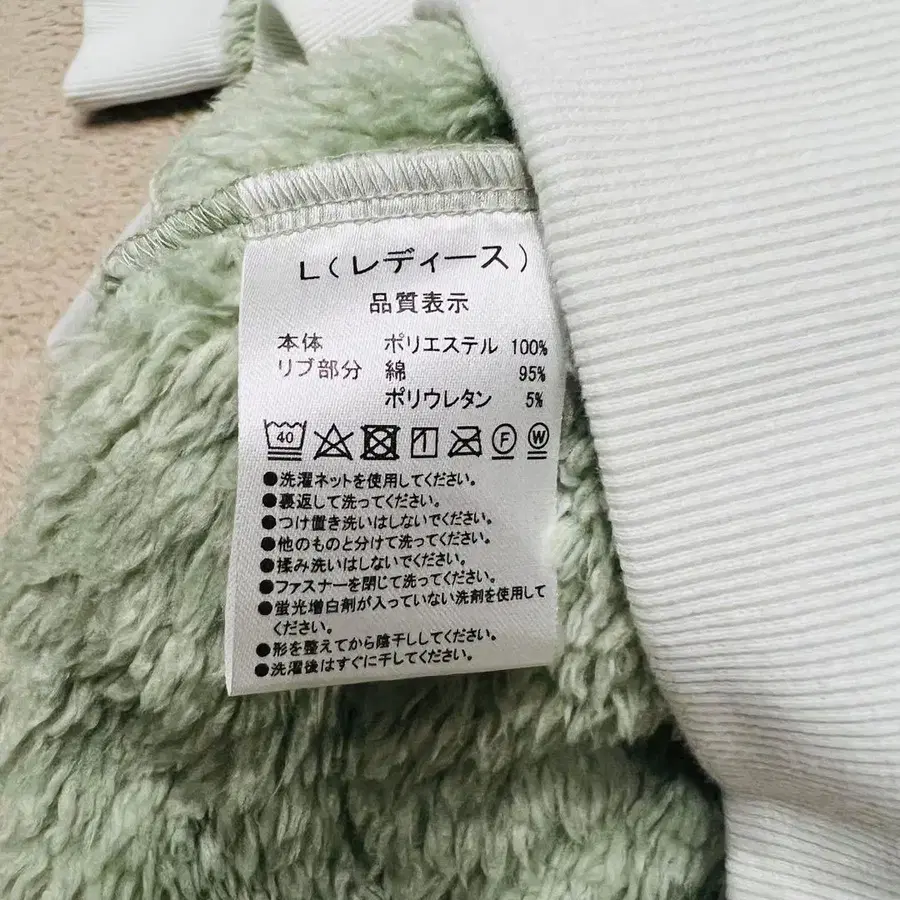 L(レディース)
品質表示
本体 ポリエステル 100%
リブ部分 綿 95%
ポリウレタン 5%
40 F W
●洗濯ネットを使用してください。
●裏返して洗ってください。
●つけ置き洗いはしないでください。
●他のものと分けて洗ってください。
●揉み洗いはしないでください。
●ファスナーを閉じて洗ってください。
●蛍光増白剤が入っていない洗剤を使用して
ください。
●形を整えてから陰干ししてください。
●洗濯後はすぐに干してください。